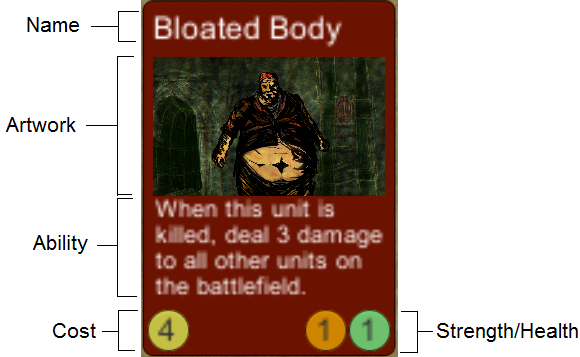 Name
Bloated Body
Artwork
Ability
When this unit is
killed, deal 3 damage
to all other units on
the battlefield.
Cost
4
1
1
Strength/Health